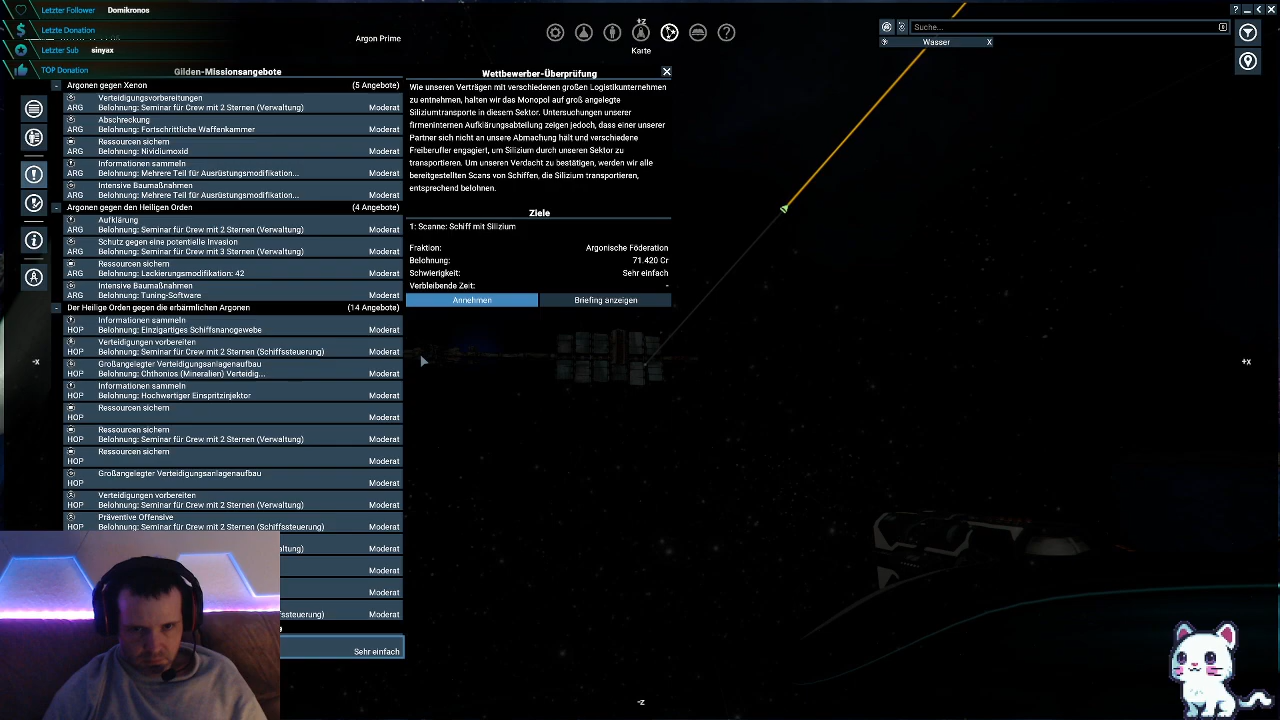 Letzter Follower Domikronos
Letzte Donation
Letzter Sub sinyax
TOP Donation
Argon Prime
+Z
Karte
Suche...
Wasser X
Gilden-Missionsangebote
Argonen gegen Xenon (5 Angebote)
Verteidigungsvorbereitungen
ARG Belohnung: Seminar für Crew mit 2 Sternen (Verwaltung) Moderat
Abschreckung
ARG Belohnung: Fortschrittliche Waffenkammer Moderat
Ressourcen sichern
ARG Belohnung: Nividiumoxid Moderat
Informationen sammeln
ARG Belohnung: Mehrere Teil für Ausrüstungsmodifikation... Moderat
Intensive Baumaßnahmen
ARG Belohnung: Mehrere Teil für Ausrüstungsmodifikation... Moderat
Argonen gegen den Heiligen Orden (4 Angebote)
Aufklärung
ARG Belohnung: Seminar für Crew mit 2 Sternen (Verwaltung) Moderat
Schutz gegen eine potentielle Invasion
ARG Belohnung: Seminar für Crew mit 3 Sternen (Verwaltung) Moderat
Ressourcen sichern
ARG Belohnung: Lackierungsmodifikation: 42 Moderat
Intensive Baumaßnahmen
ARG Belohnung: Tuning-Software Moderat
Der Heilige Orden gegen die erbärmlichen Argonen (14 Angebote)
Informationen sammeln
HOP Belohnung: Einzigartiges Schiffsnanogewebe Moderat
Verteidigungen vorbereiten
HOP Belohnung: Seminar für Crew mit 2 Sternen (Schiffssteuerung) Moderat
Großangelegter Verteidigungsanlagenaufbau
HOP Belohnung: Chthonios (Mineralien) Verteidig... Moderat
Informationen sammeln
HOP Belohnung: Hochwertiger Einspritzinjektor Moderat
Ressourcen sichern
HOP Moderat
Ressourcen sichern
HOP Belohnung: Seminar für Crew mit 2 Sternen (Verwaltung) Moderat
Ressourcen sichern
HOP Moderat
Großangelegter Verteidigungsanlagenaufbau
HOP Moderat
Verteidigungen vorbereiten
HOP Belohnung: Seminar für Crew mit 2 Sternen (Verwaltung) Moderat
Präventive Offensive
HOP Belohnung: Seminar für Crew mit 2 Sternen (Schiffssteuerung) Moderat
Moderat
Moderat
Moderat
Moderat
Sehr einfach
Wettbewerber-Überprüfung X
Wie unseren Verträgen mit verschiedenen großen Logistikunternehmen
zu entnehmen, halten wir das Monopol auf groß angelegte
Siliziumtransporte in diesem Sektor. Untersuchungen unserer
firmeninternen Aufklärungsabteilung zeigen jedoch, dass einer unserer
Partner sich nicht an unsere Abmachung hält und verschiedene
Freiberufler engagiert, um Silizium durch unseren Sektor zu
transportieren. Um unseren Verdacht zu bestätigen, werden wir alle
bereitgestellten Scans von Schiffen, die Silizium transportieren,
entsprechend belohnen.
Ziele
1: Scanne: Schiff mit Silizium
Fraktion: Argonische Föderation
Belohnung: 71.420 Cr
Schwierigkeit: Sehr einfach
Verbleibende Zeit: -
Annehmen Briefing anzeigen
-X
+X
-Z